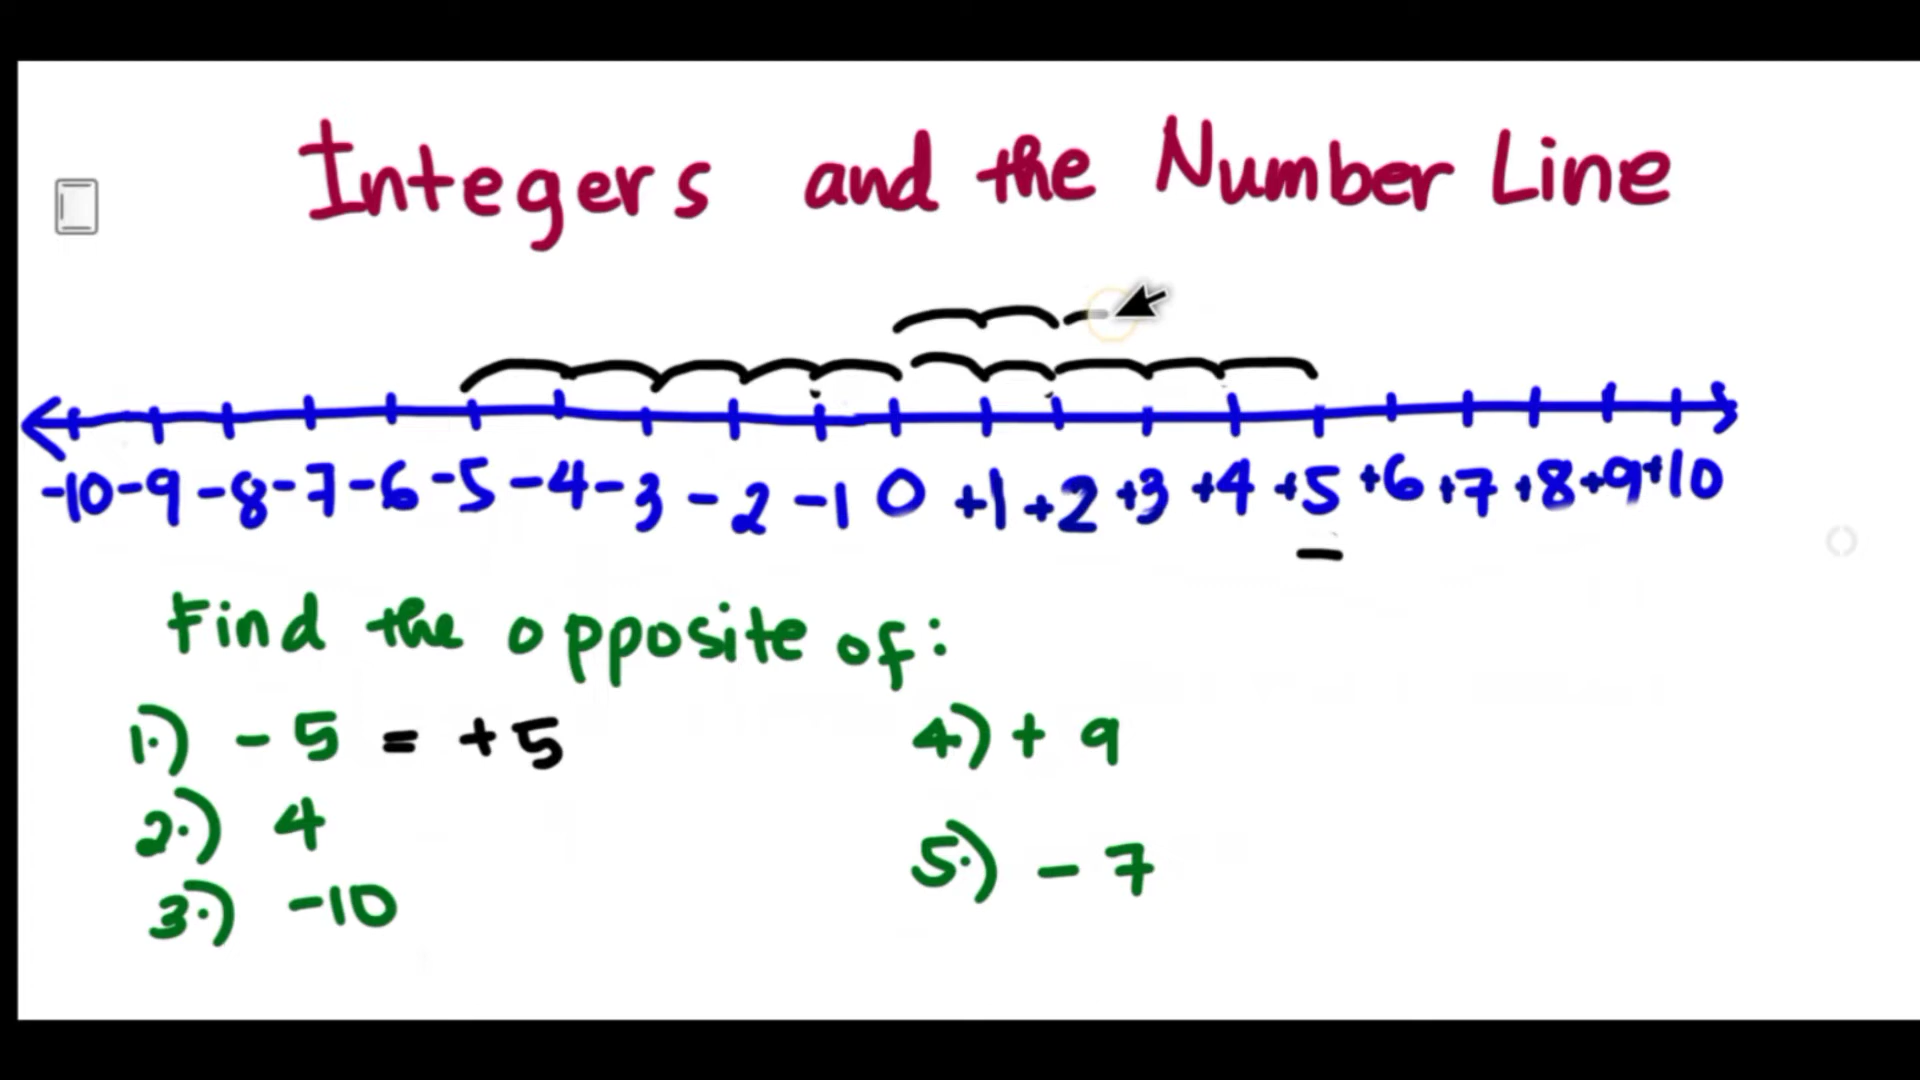 Integers and the Number Line
-10 -9 -8 -7 -6 -5 -4 -3 -2 -1 0 +1 +2 +3 +4 +5 +6 +7 +8 +9 +10
Find the opposite of:
1.) - 5 = +5
2.) 4
3.) -10
4.) + 9
5.) - 7